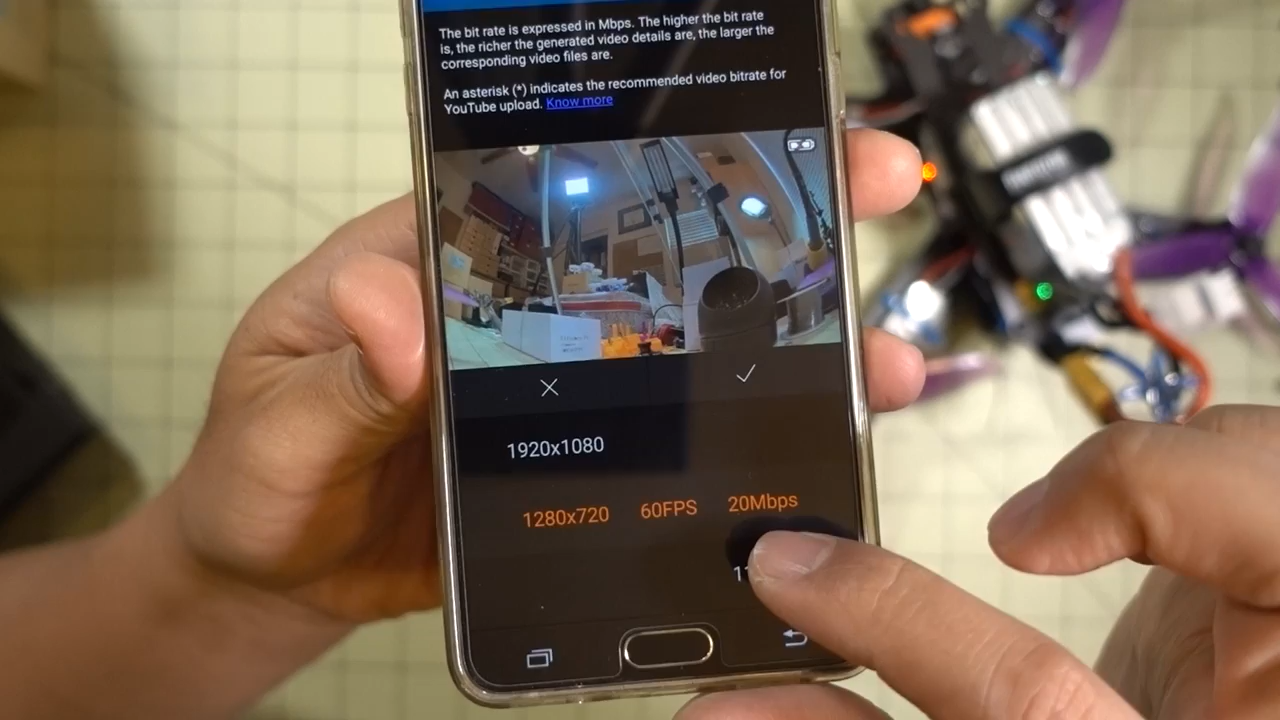 The bit rate is expressed in Mbps. The higher the bit rate
is, the richer the generated video details are, the larger the
corresponding video files are.
An asterisk (*) indicates the recommended video bitrate for
YouTube upload. Know more
1920x1080
1280x720 60FPS 20Mbps